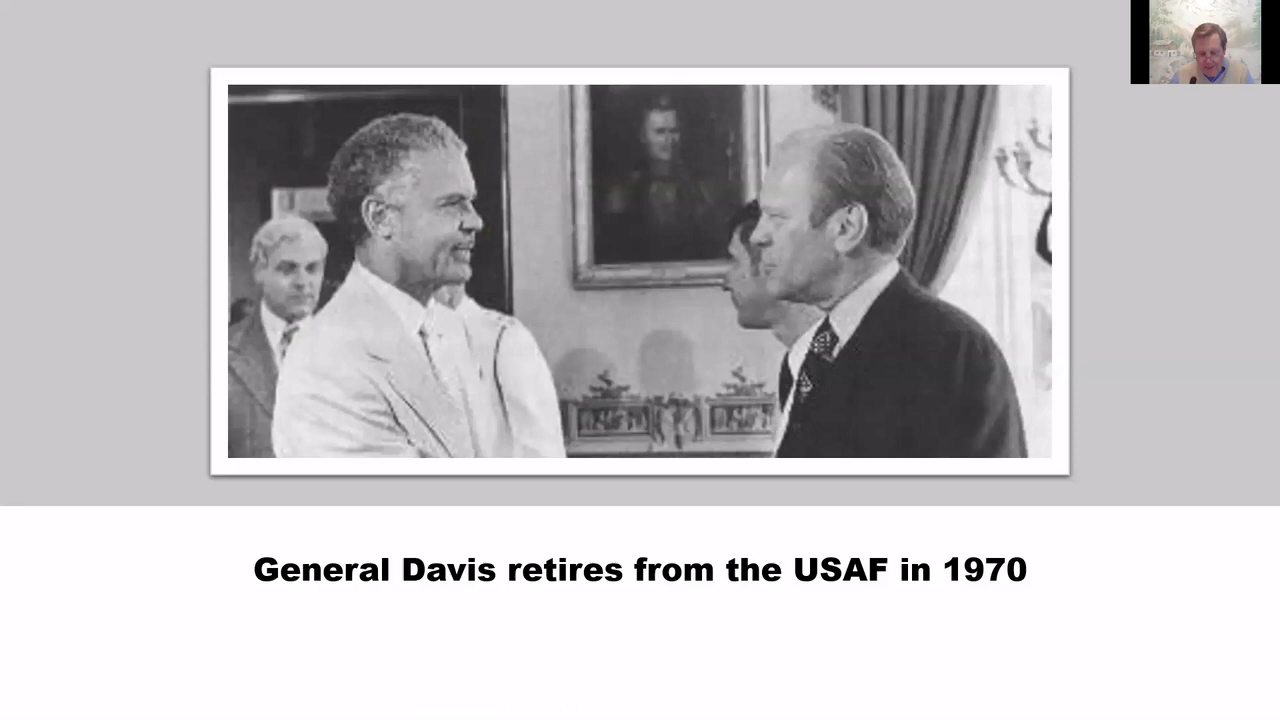 General Davis retires from the USAF in 1970